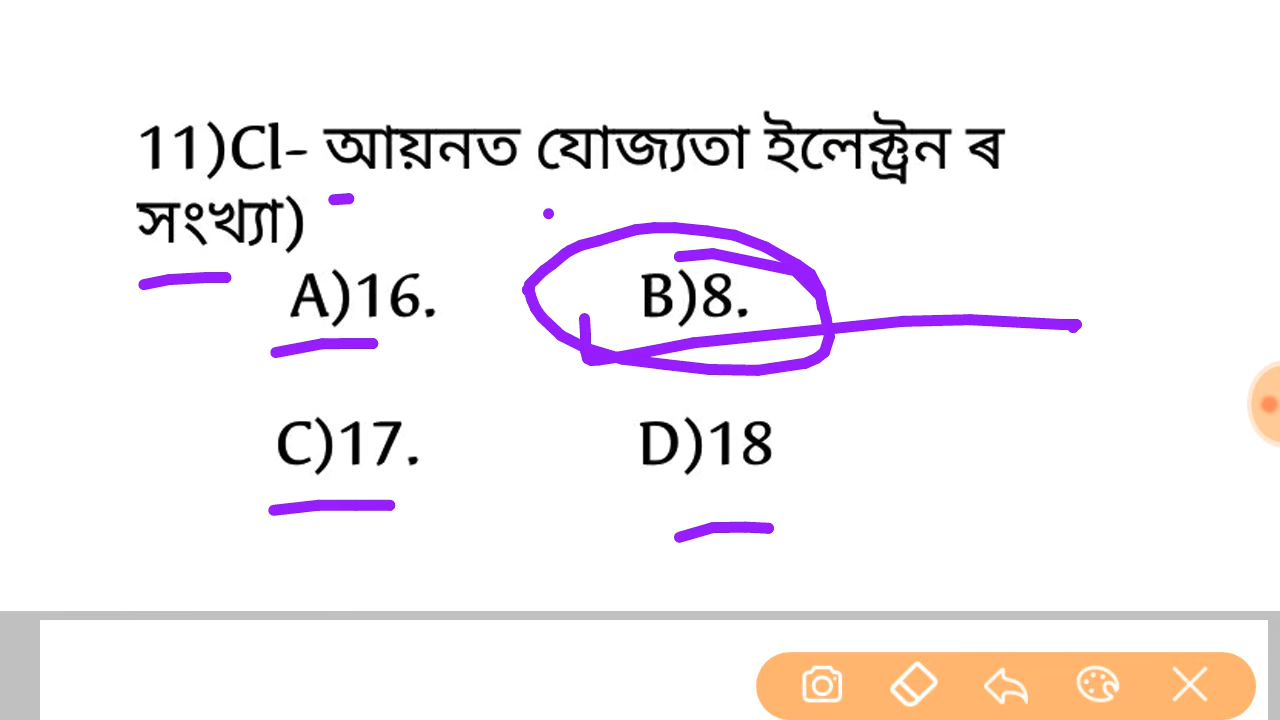 11)Cl- আয়নত যোজ্যতা ইলেক্ট্ৰন ৰ
সংখ্যা)
A)16. B)8.
C)17. D)18